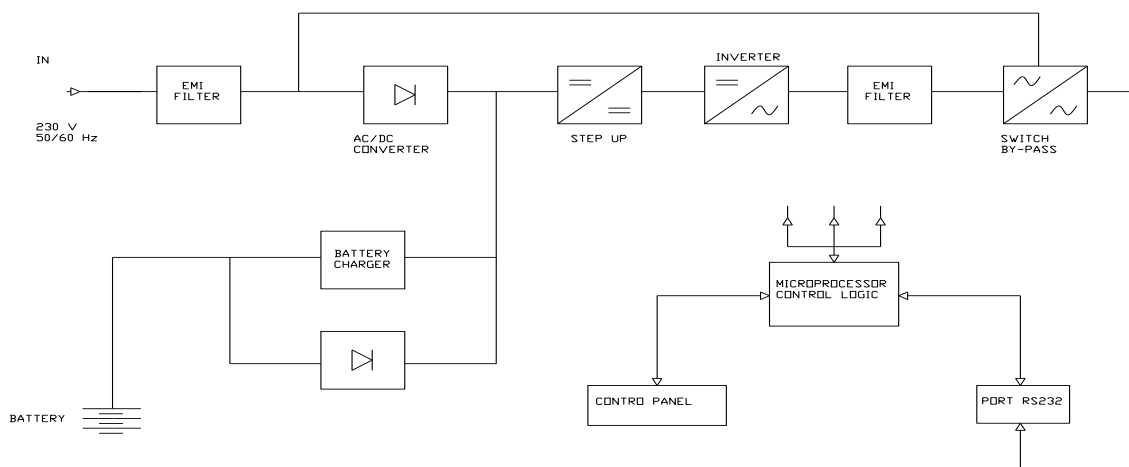 IN
INVERTER
EMI
FILTER
EMI
FILTER
230 V
50/60 Hz
AC/DC
CONVERTER
STEP UP
SWITCH
BY-PASS
BATTERY
CHARGER
MICROPROCESSOR
CONTROL LOGIC
CONTRO PANEL
PORT RS232
BATTERY